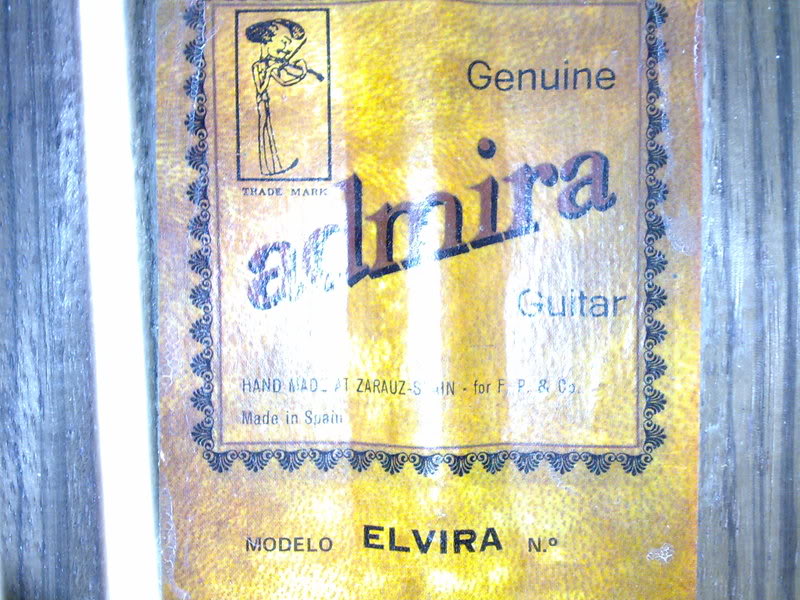 Genuine
TRADE MARK
admira
Guitar
HAND MADE AT ZARAUZ-SPAIN - for F. P. & Co.
Made in Spain
MODELO ELVIRA N.º